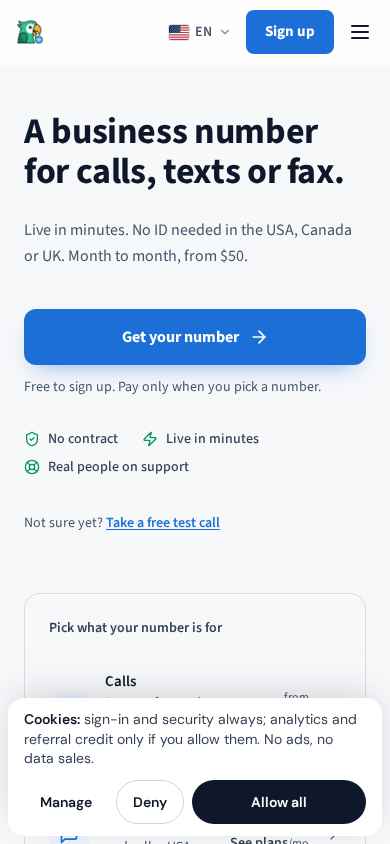 EN
Sign up
A business number
for calls, texts or fax.
Live in minutes. No ID needed in the USA, Canada
or UK. Month to month, from $50.
Get your number
Free to sign up. Pay only when you pick a number.
No contract
Live in minutes
Real people on support
Not sure yet? Take a free test call
Pick what your number is for
Calls
from
Cookies: sign-in and security always; analytics and
referral credit only if you allow them. No ads, no
data sales.
Manage
Deny
Allow all
See plans/mo